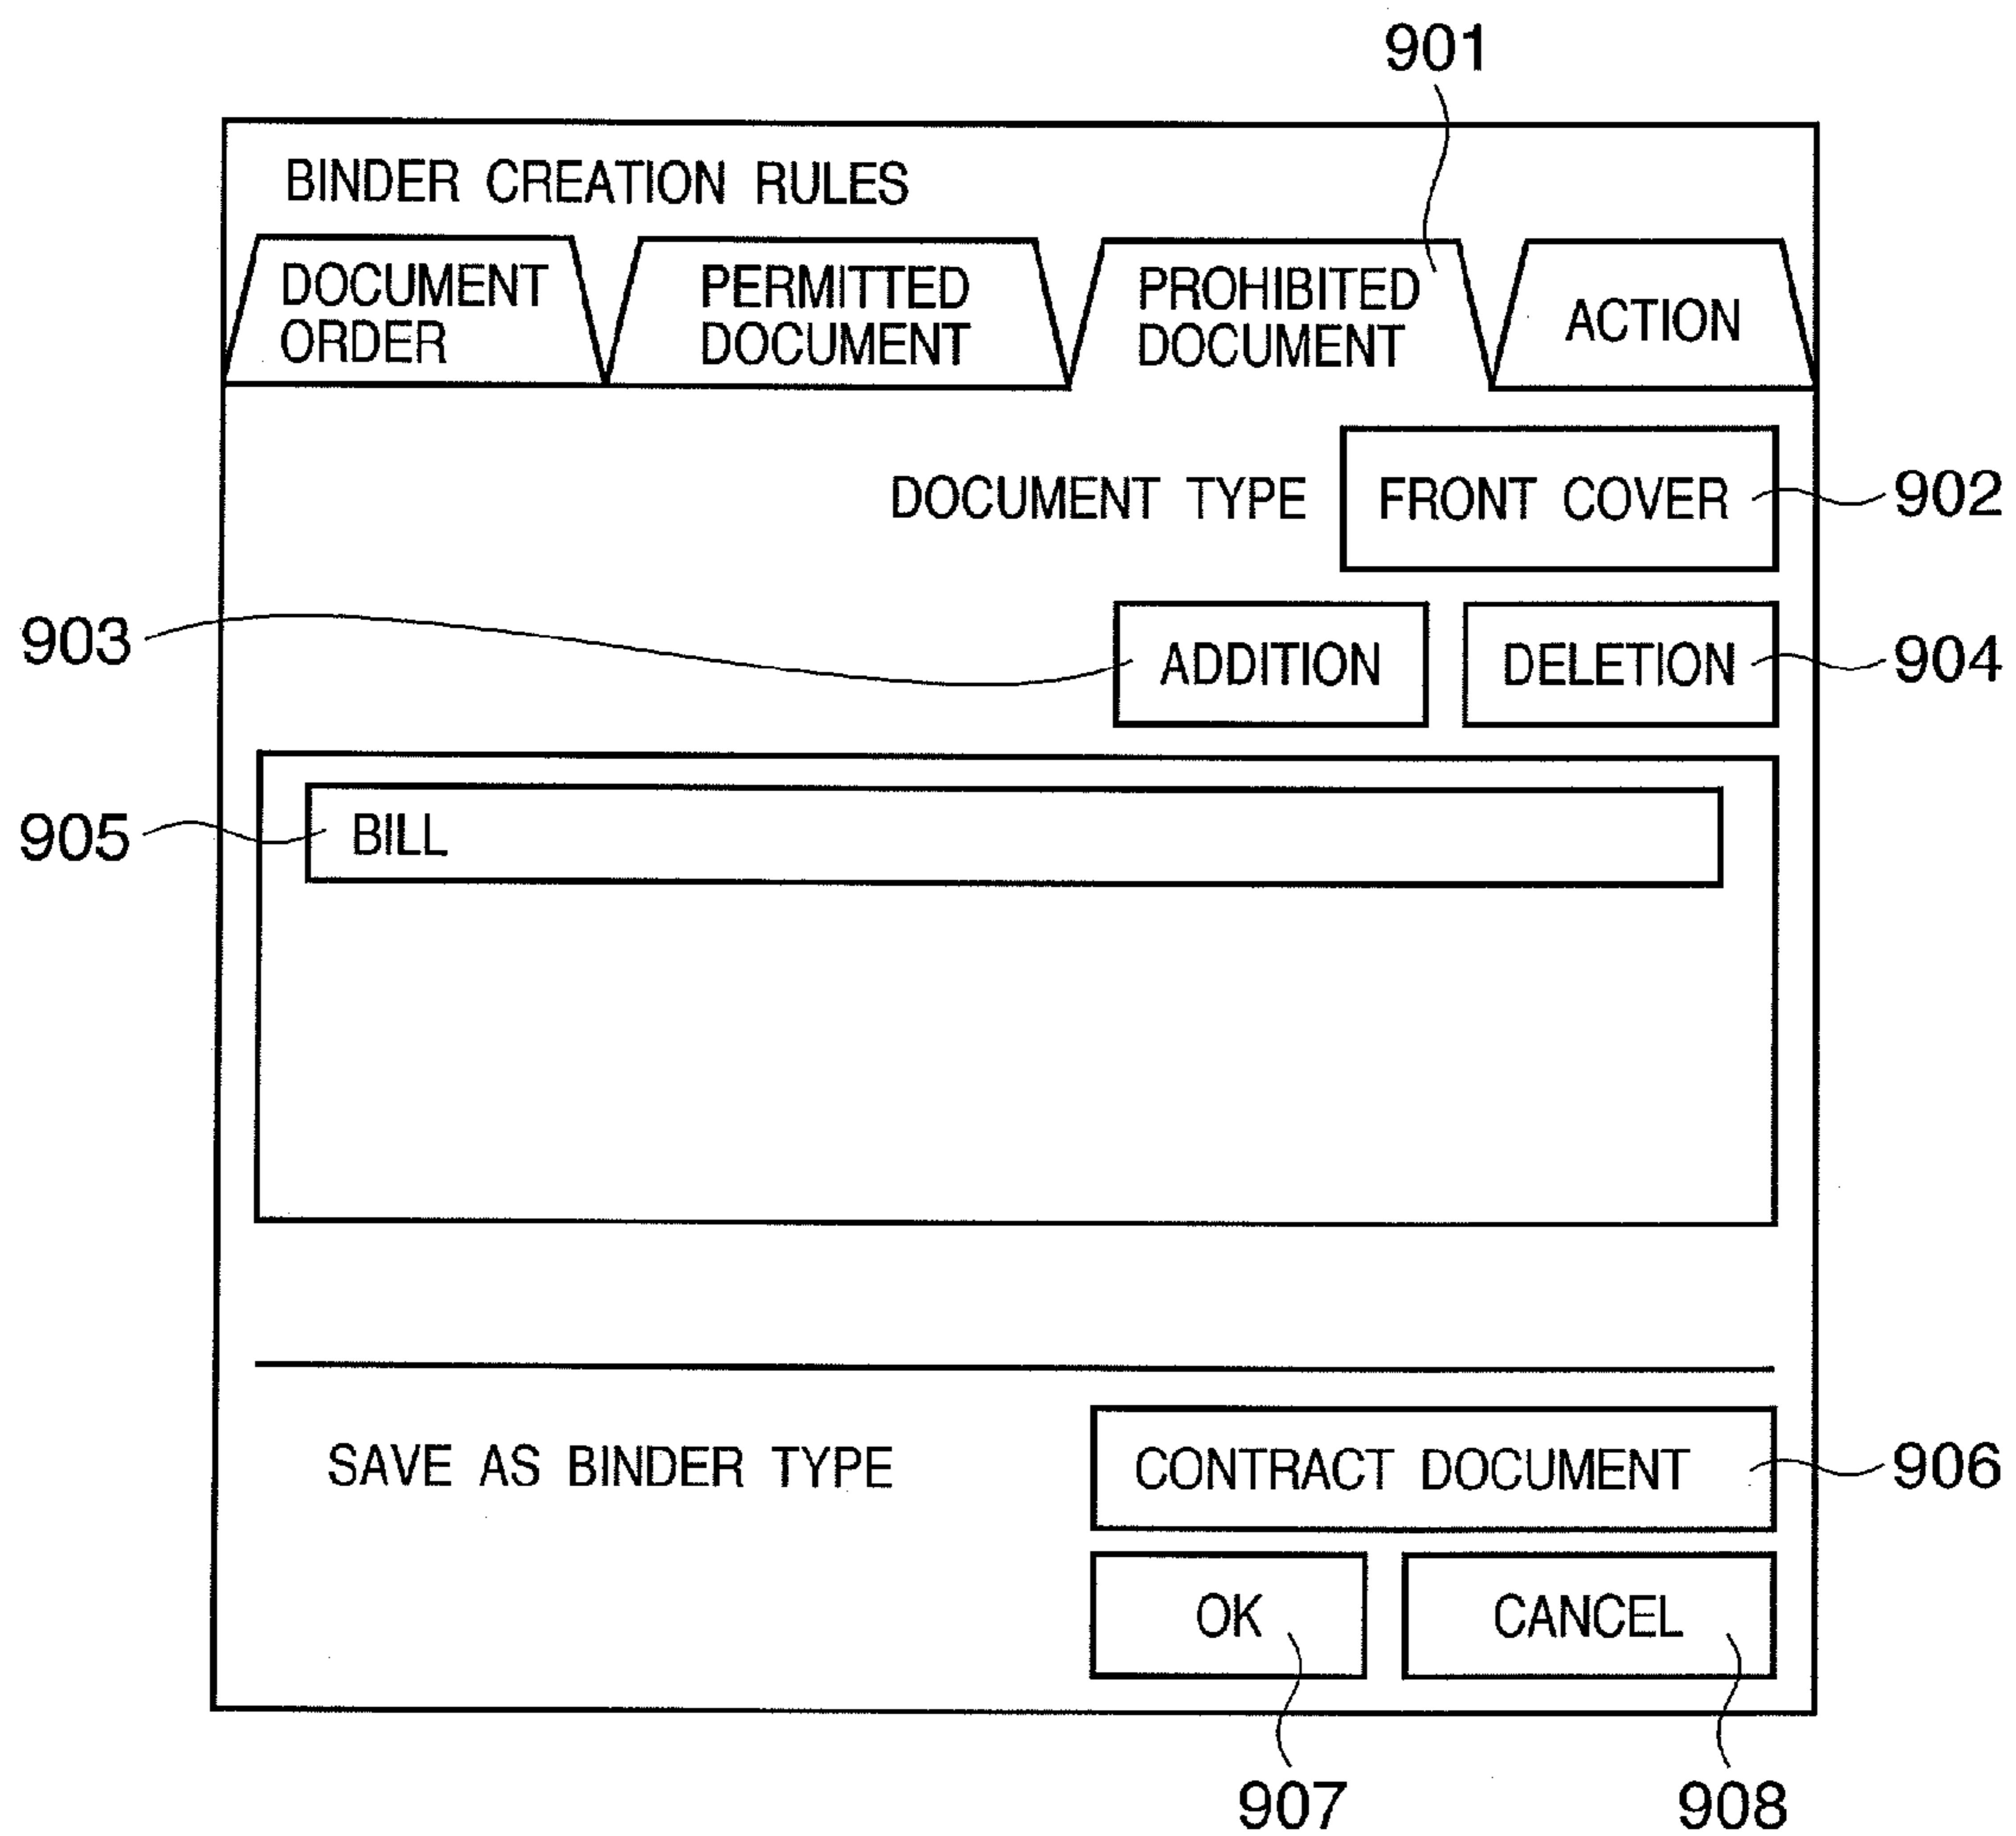 901
BINDER CREATION RULES
DOCUMENT ORDER
PERMITTED DOCUMENT
PROHIBITED DOCUMENT
ACTION
DOCUMENT TYPE FRONT COVER 902
903 ADDITION DELETION 904
905 BILL
SAVE AS BINDER TYPE CONTRACT DOCUMENT 906
OK CANCEL
907 908